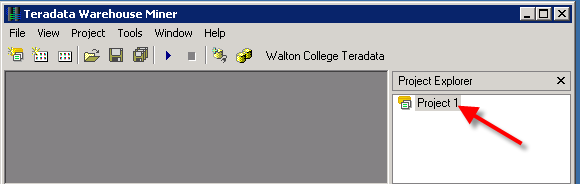 Teradata Warehouse Miner
File View Project Tools Window Help
Walton College Teradata
Project Explorer
Project 1